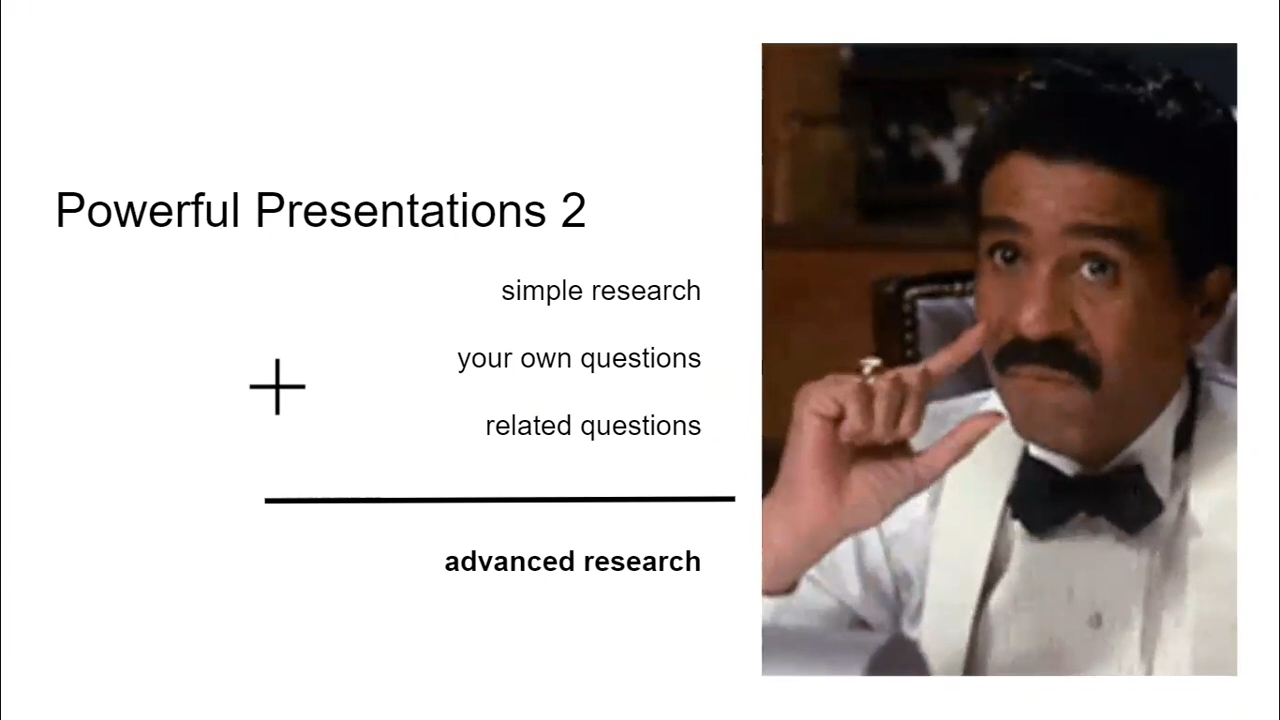 Powerful Presentations 2
simple research
your own questions
+
related questions
advanced research